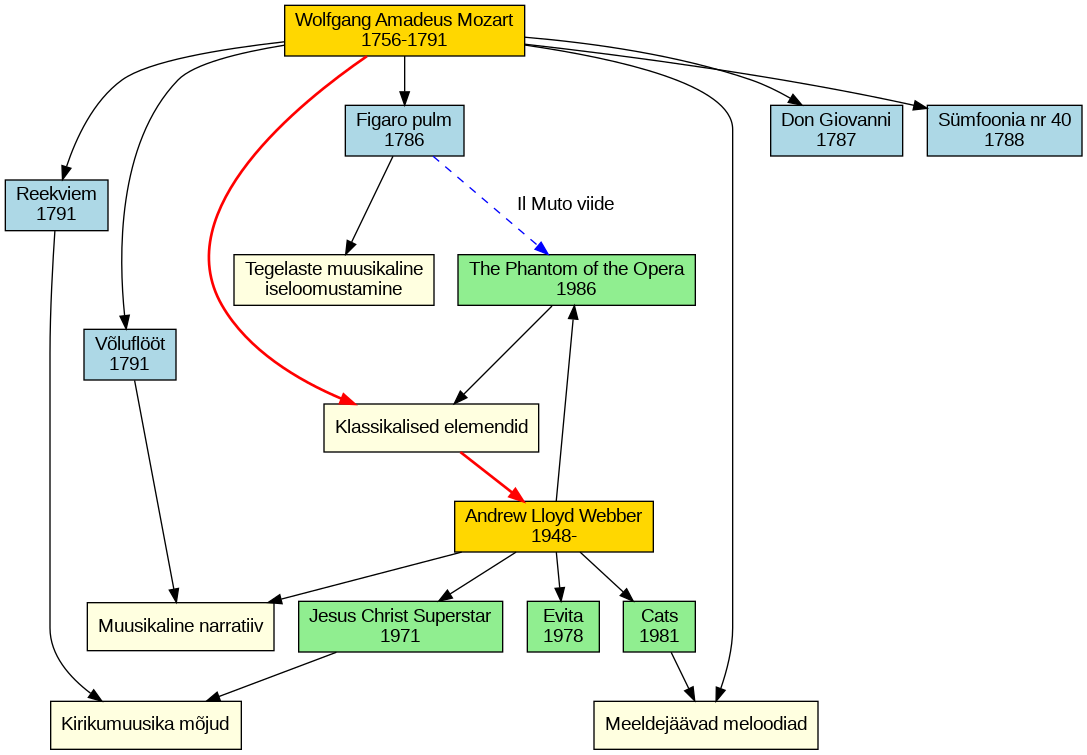 Wolfgang Amadeus Mozart
1756-1791
Figaro pulm
1786
Don Giovanni
1787
Sümfoonia nr 40
1788
Reekviem
1791
Il Muto viide
Tegelaste muusikaline
iseloomustamine
The Phantom of the Opera
1986
Võluflööt
1791
Klassikalised elemendid
Andrew Lloyd Webber
1948-
Muusikaline narratiiv
Jesus Christ Superstar
1971
Evita
1978
Cats
1981
Kirikumuusika mõjud
Meeldejäävad meloodiad